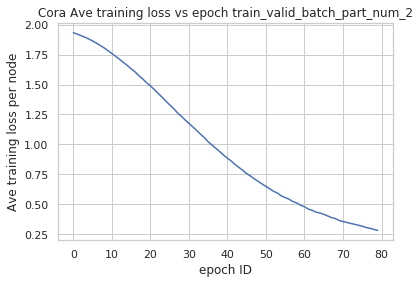 Cora Ave training loss vs epoch train_valid_batch_part_num_2
2.00
1.75
1.50
1.25
1.00
0.75
0.50
0.25
Ave training loss per node
0 10 20 30 40 50 60 70 80
epoch ID